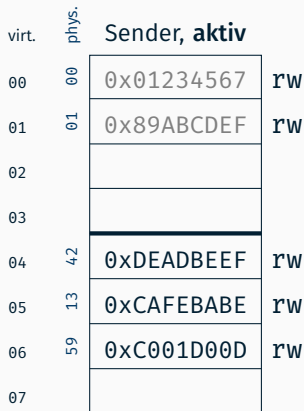 virt. phys. Sender, aktiv
00 00 0x01234567 rw
01 01 0x89ABCDEF rw
02
03
04 42 0xDEADBEEF rw
05 13 0xCAFEBABE rw
06 59 0xC001D00D rw
07